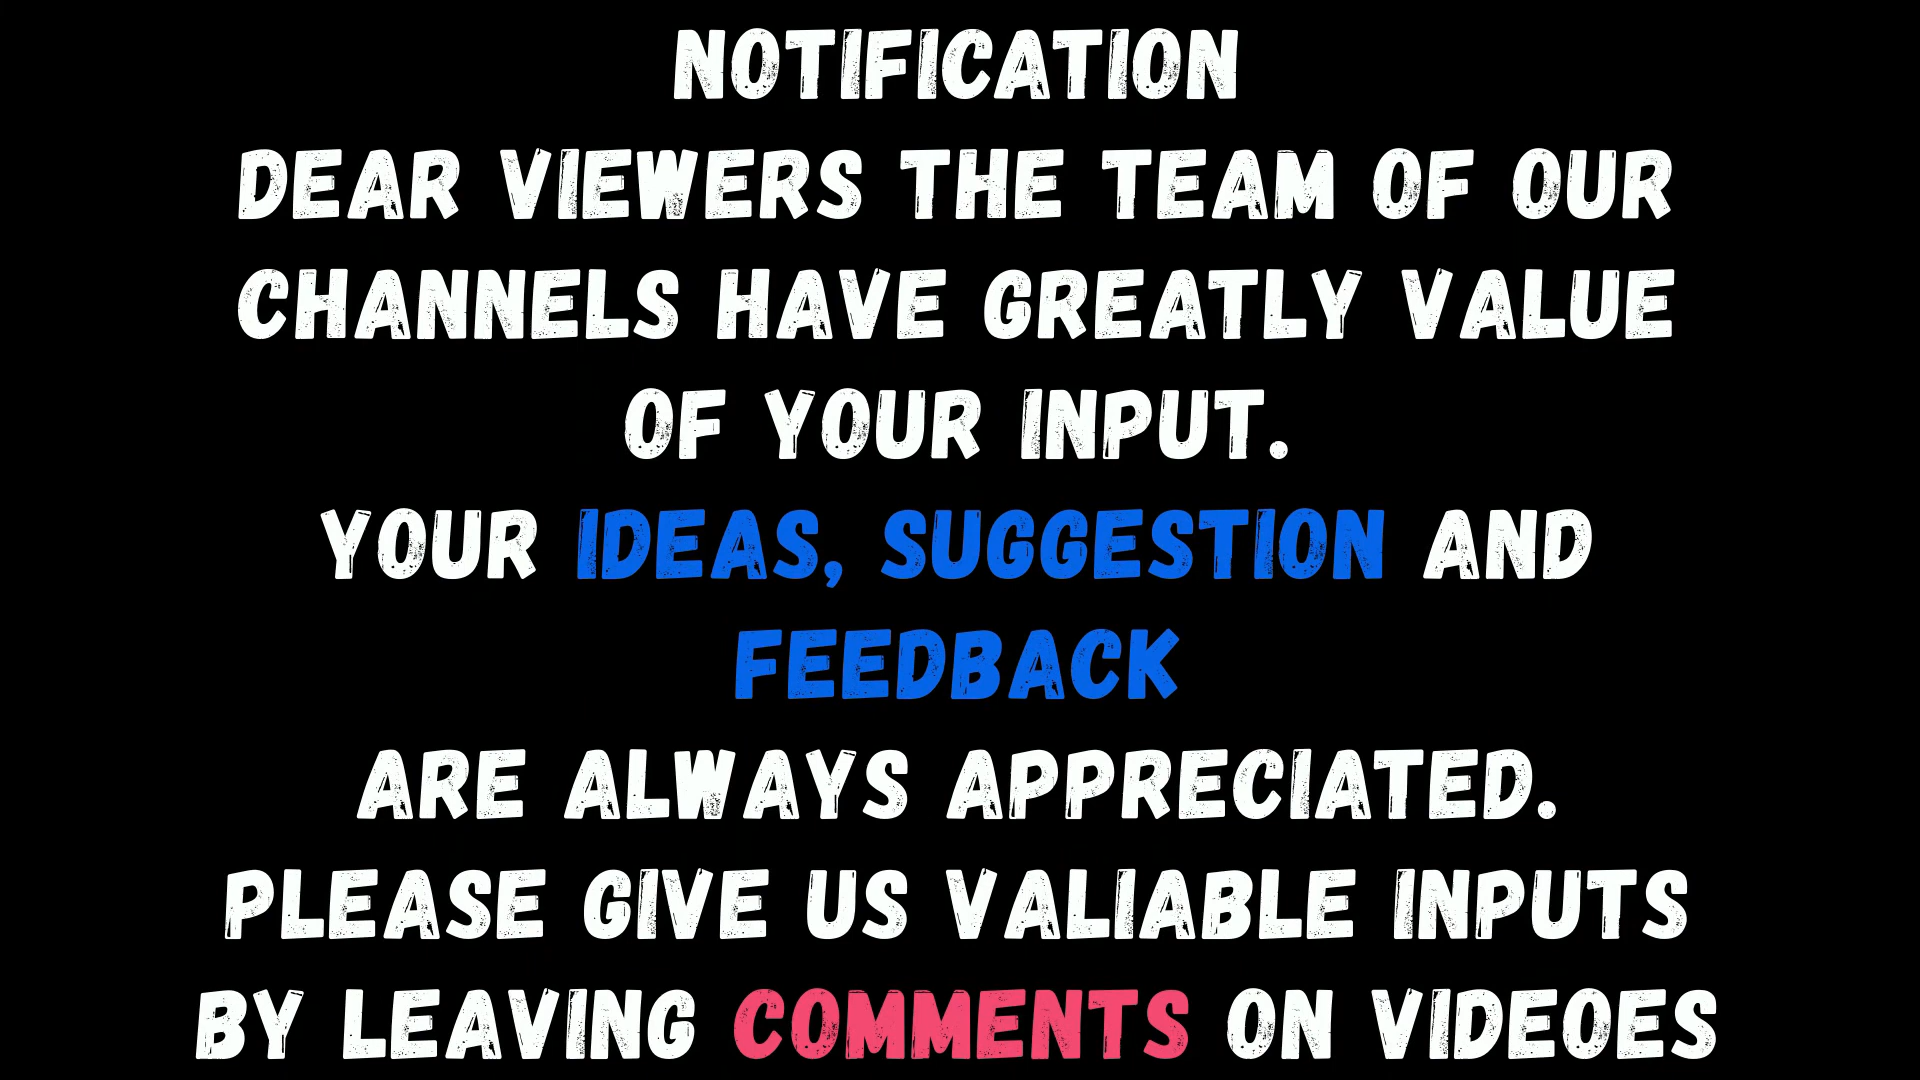 NOTIFICATION
DEAR VIEWERS THE TEAM OF OUR
CHANNELS HAVE GREATLY VALUE
OF YOUR INPUT.
YOUR IDEAS, SUGGESTION AND
FEEDBACK
ARE ALWAYS APPRECIATED.
PLEASE GIVE US VALIABLE INPUTS
BY LEAVING COMMENTS ON VIDEOES